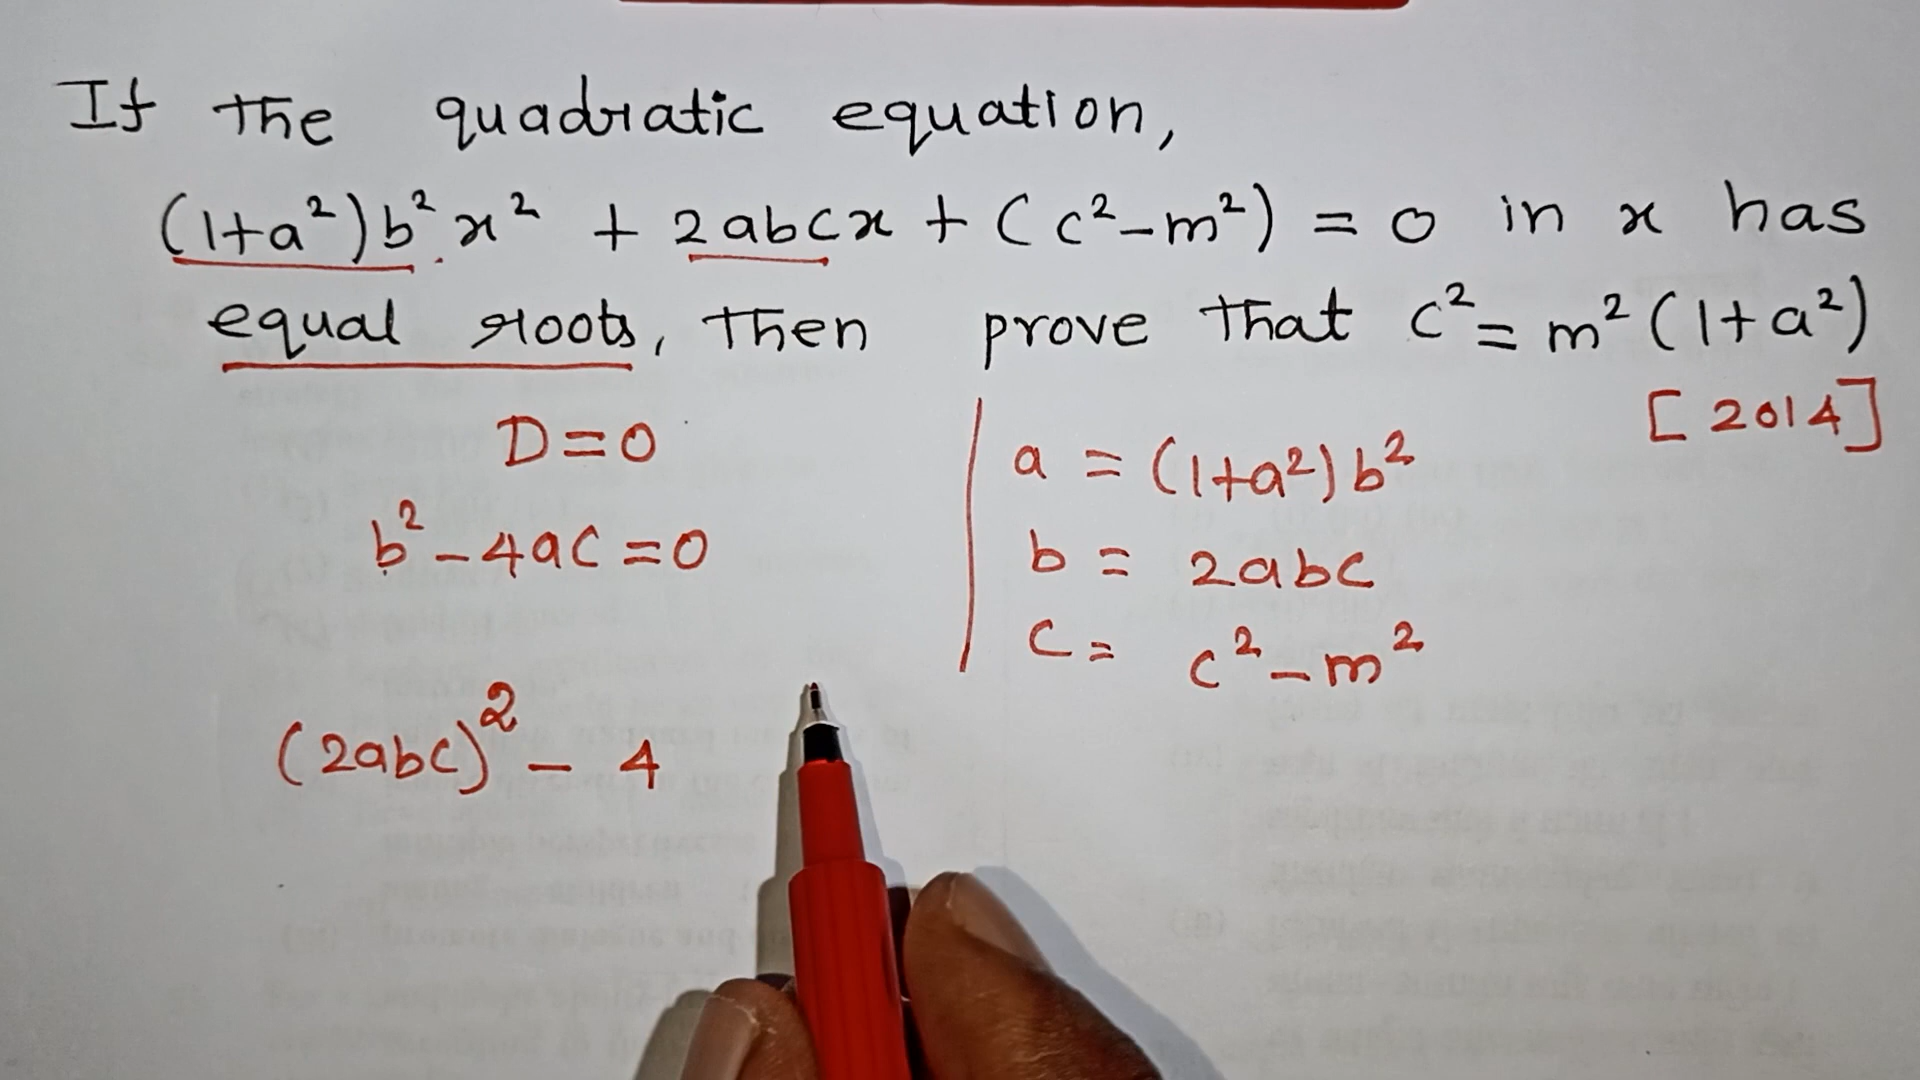 If the quadratic equation,
(1+a²)b²x² + 2abcx + (c²-m²) = 0 in x has
equal roots, then prove that c² = m²(1+a²)
[2014]
D=0
b²-4ac=0
a = (1+a²)b²
b = 2abc
c = c²-m²
(2abc)² - 4